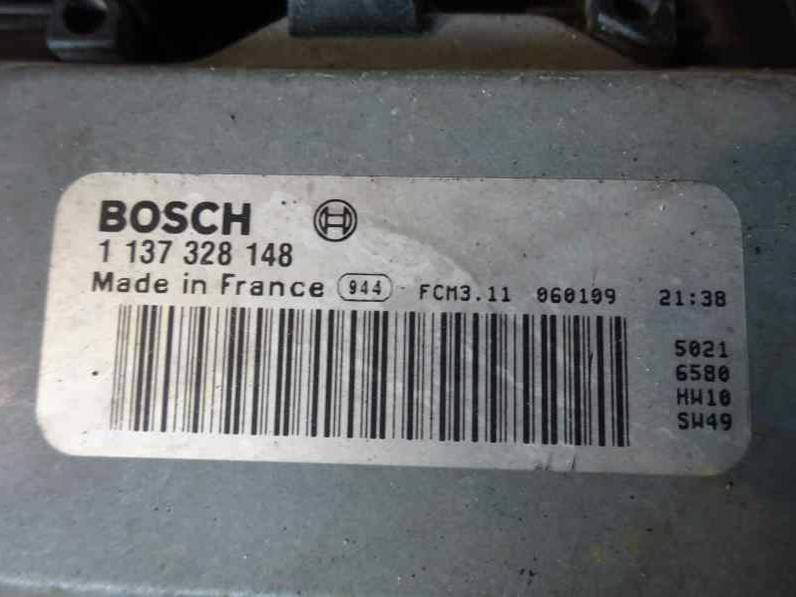 BOSCH
1 137 328 148
Made in France 944 FCM3.11 060109 21:38
5021
6580
HW10
SW49